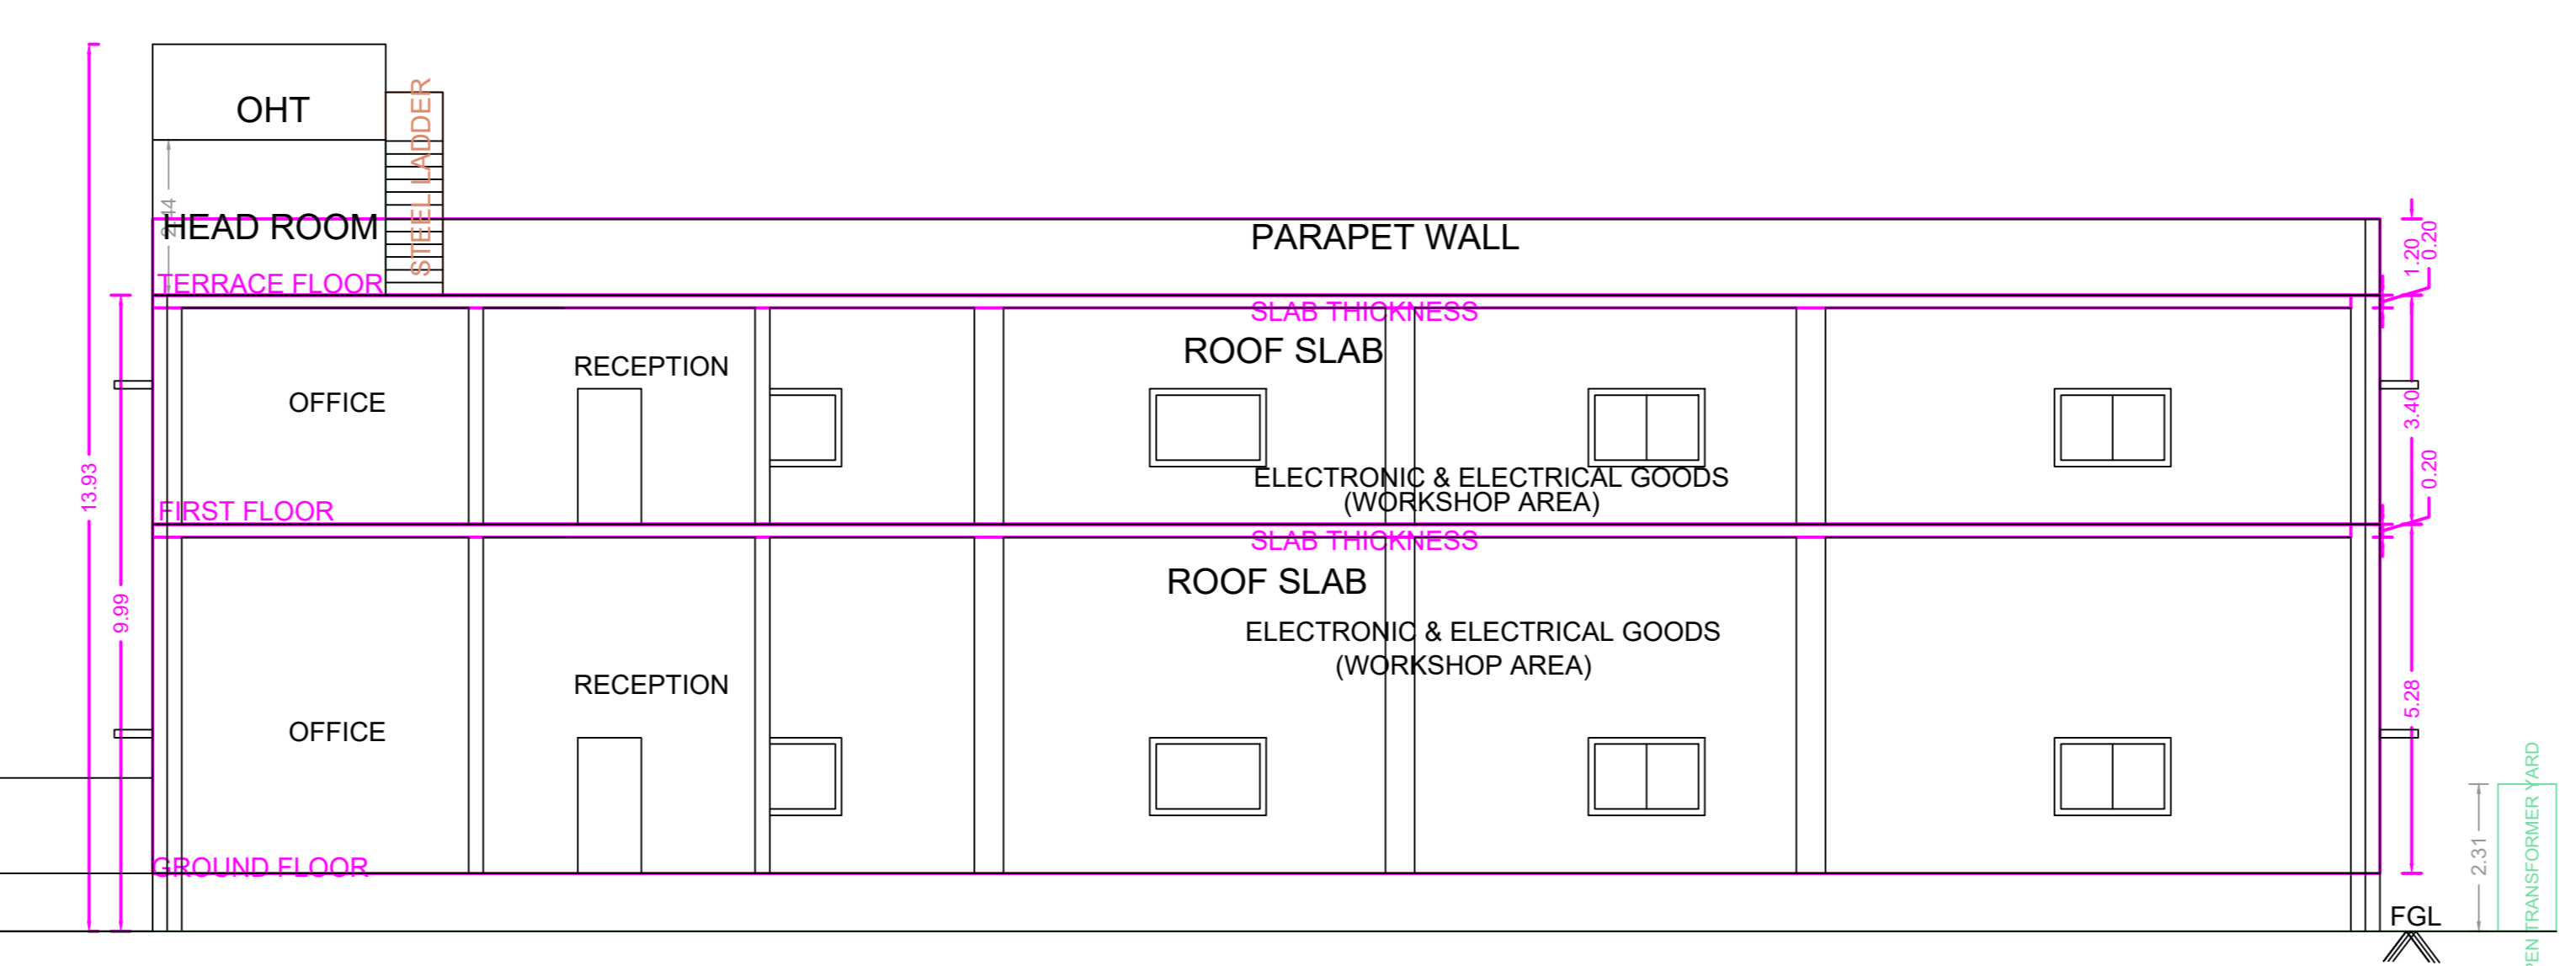 OHT
STEEL LADDER
2.44
HEAD ROOM
PARAPET WALL
1.20
0.20
TERRACE FLOOR
SLAB THICKNESS
ROOF SLAB
RECEPTION
OFFICE
3.40
13.93
ELECTRONIC & ELECTRICAL GOODS
(WORKSHOP AREA)
0.20
FIRST FLOOR
SLAB THICKNESS
ROOF SLAB
9.99
ELECTRONIC & ELECTRICAL GOODS
(WORKSHOP AREA)
RECEPTION
5.28
OFFICE
GROUND FLOOR
2.31
TRANSFORMER YARD
FGL